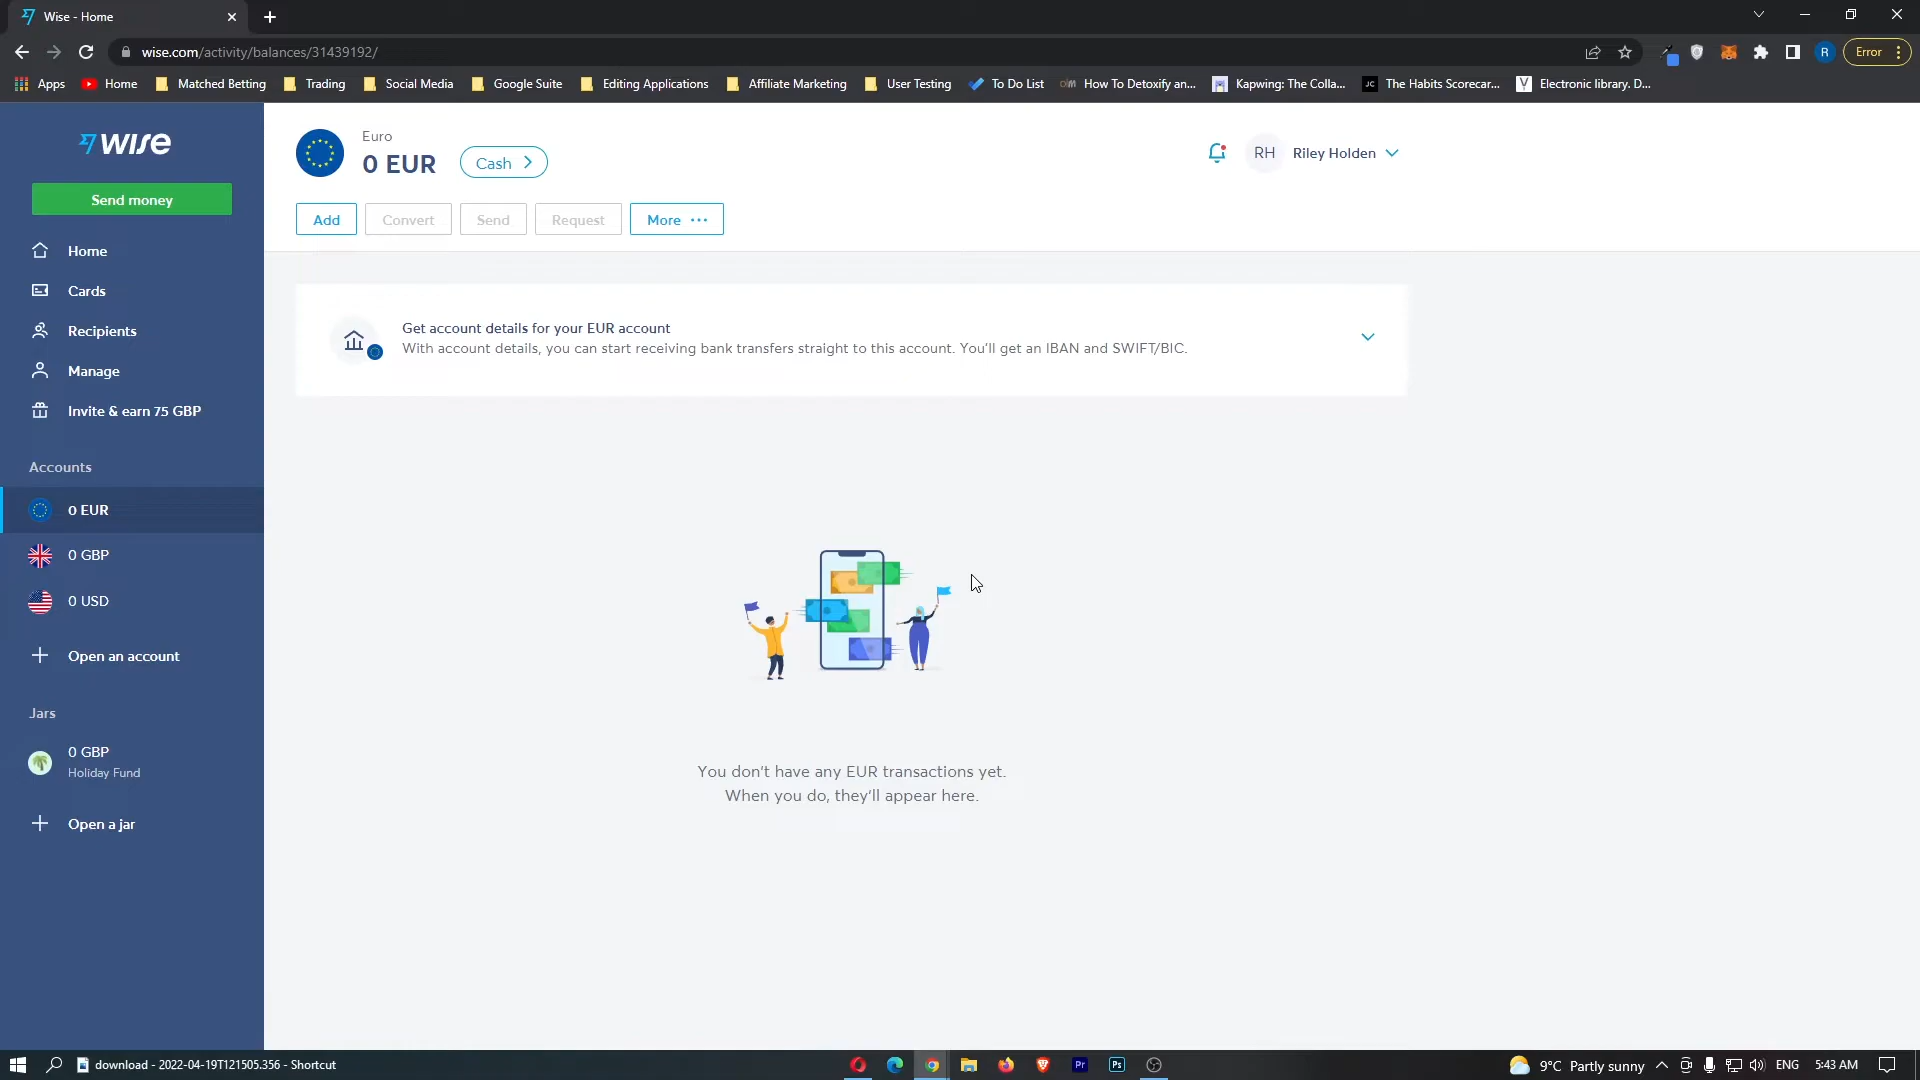 Wise - Home
wise.com/activity/balances/31439192/
R
Error
Apps
Home
Matched Betting
Trading
Social Media
Google Suite
Editing Applications
Affiliate Marketing
User Testing
To Do List
How To Detoxify an...
Kapwing: The Colla...
JC
The Habits Scorecar...
Electronic library. D...
wise
Send money
Home
Cards
Recipients
Manage
Invite & earn 75 GBP
Accounts
0 EUR
0 GBP
0 USD
Open an account
Jars
0 GBP
Holiday Fund
Open a jar
Euro
0 EUR
Cash
RH
Riley Holden
Add
Convert
Send
Request
More
Get account details for your EUR account
With account details, you can start receiving bank transfers straight to this account. You'll get an IBAN and SWIFT/BIC.
You don't have any EUR transactions yet.
When you do, they'll appear here.
download - 2022-04-19T121505.356 - Shortcut
Pr
Ps
9°C Partly sunny
ENG
5:43 AM